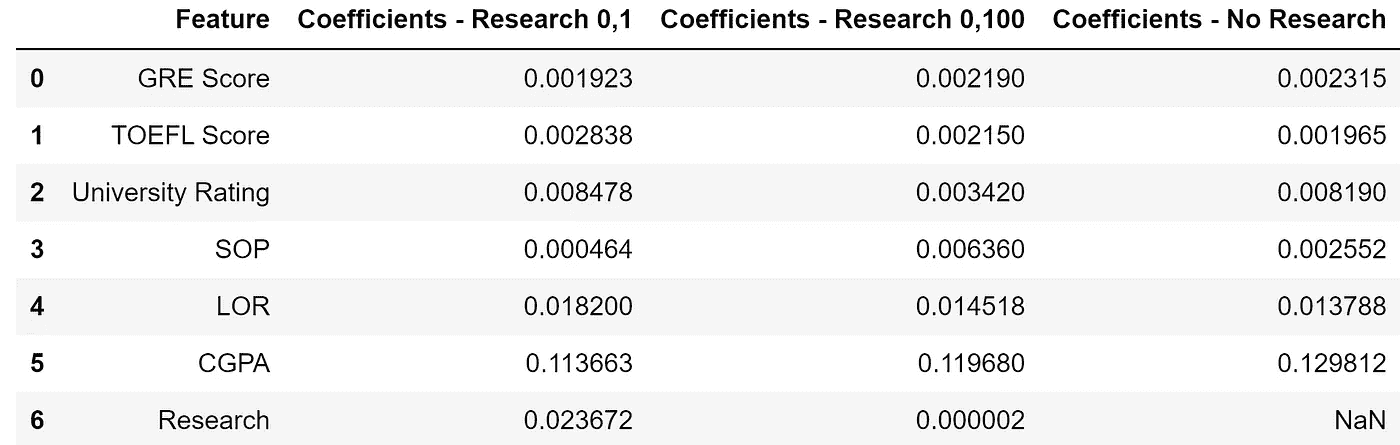 Feature Coefficients - Research 0,1 Coefficients - Research 0,100 Coefficients - No Research
0 GRE Score 0.001923 0.002190 0.002315
1 TOEFL Score 0.002838 0.002150 0.001965
2 University Rating 0.008478 0.003420 0.008190
3 SOP 0.000464 0.006360 0.002552
4 LOR 0.018200 0.014518 0.013788
5 CGPA 0.113663 0.119680 0.129812
6 Research 0.023672 0.000002 NaN